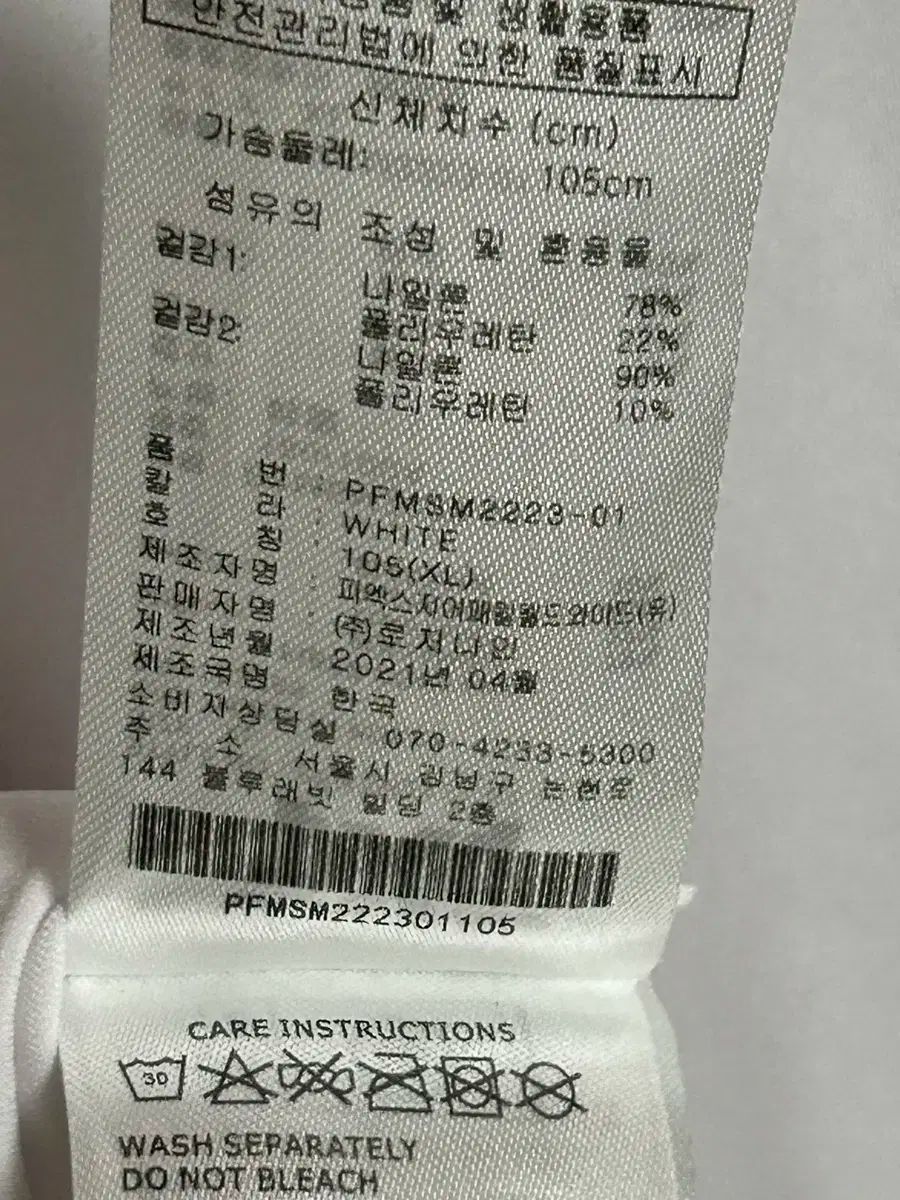 안전관리법에 의한 품질표시
신체치수 (cm)
가슴둘레: 105cm
섬유의 조성 및 혼용율
겉감1: 나일론 78%
폴리우레탄 22%
겉감2: 나일론 90%
폴리우레탄 10%
품 번 : PFMSM2223-01
칼 라 : WHITE
호 칭 : 105(XL)
제조자명 :
판매자명 : (주)로저나인
제조년월 2021년 04월
제조국명 한국
소비자상담실 070-4233-5300
주 소 서울시 강남구 논현로
144 블루래빗 빌딩 2층
PFMSM222301105
CARE INSTRUCTIONS
30
WASH SEPARATELY
DO NOT BLEACH